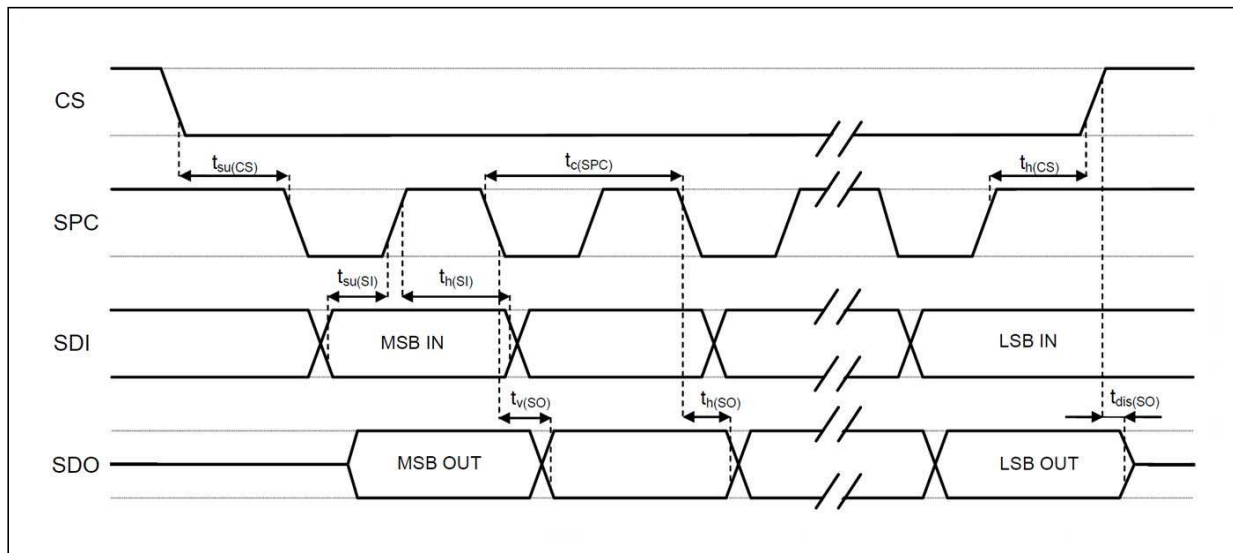 CS
t_su(CS) t_c(SPC) t_h(CS)
SPC
t_su(SI) t_h(SI)
SDI MSB IN LSB IN
t_v(SO) t_h(SO) t_dis(SO)
SDO MSB OUT LSB OUT